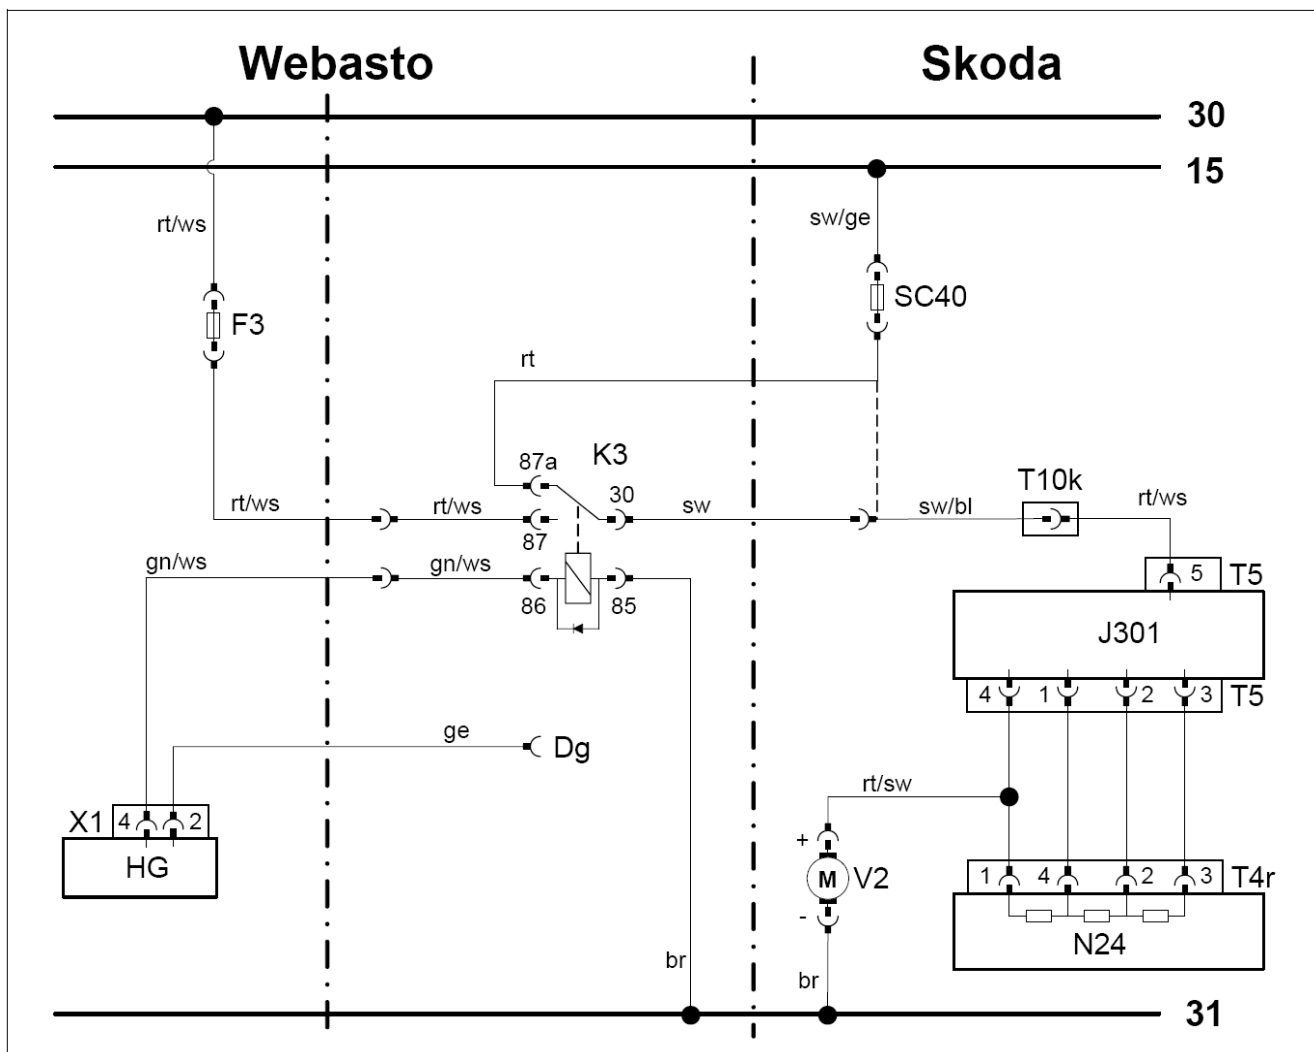 Webasto Skoda
30
15
rt/ws sw/ge
F3 SC40
rt
87a K3
30 T10k
rt/ws rt/ws sw sw/bl rt/ws
87
gn/ws gn/ws
86 85
5 T5
J301
4 1 2 3 T5
ge Dg
rt/sw
X1 4 2
HG
+
M V2
-
1 4 2 3 T4r
N24
br br
31